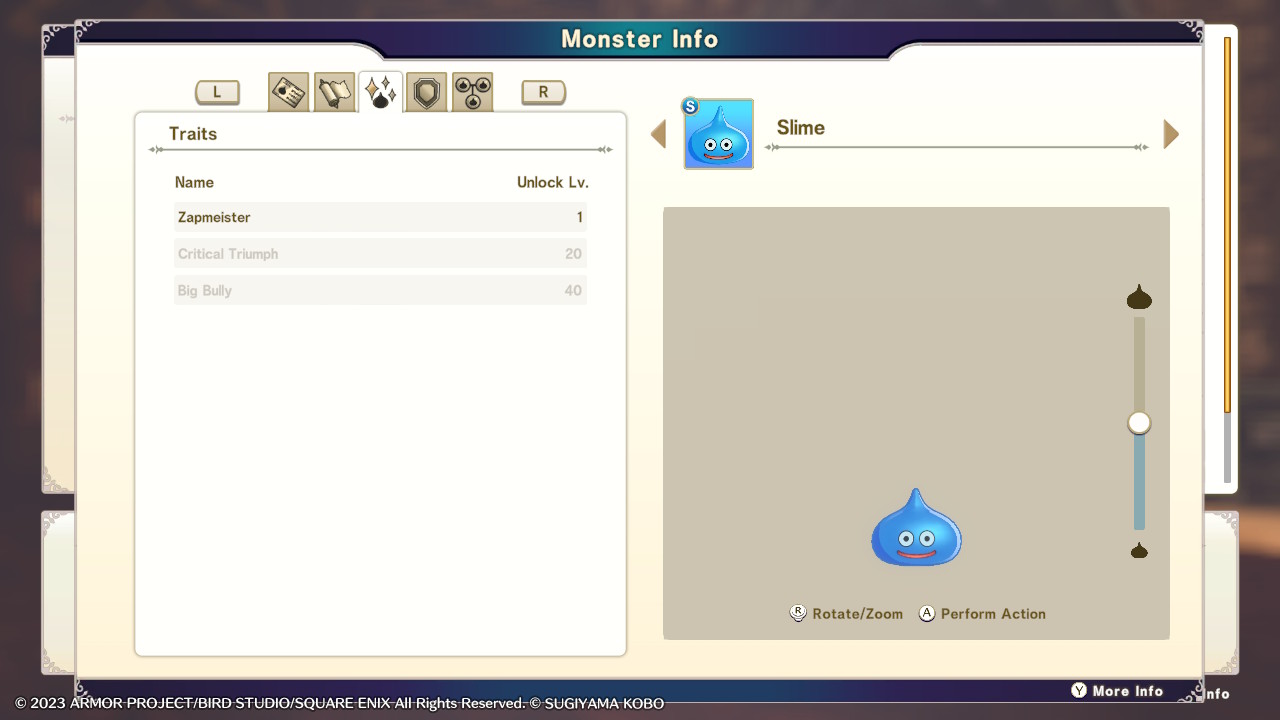 Monster Info
L
R
Traits
Name Unlock Lv.
Zapmeister 1
Critical Triumph 20
Big Bully 40
S
Slime
R Rotate/Zoom A Perform Action
Y More Info
nfo
© 2023 ARMOR PROJECT/BIRD STUDIO/SQUARE ENIX All Rights Reserved. © SUGIYAMA KOBO